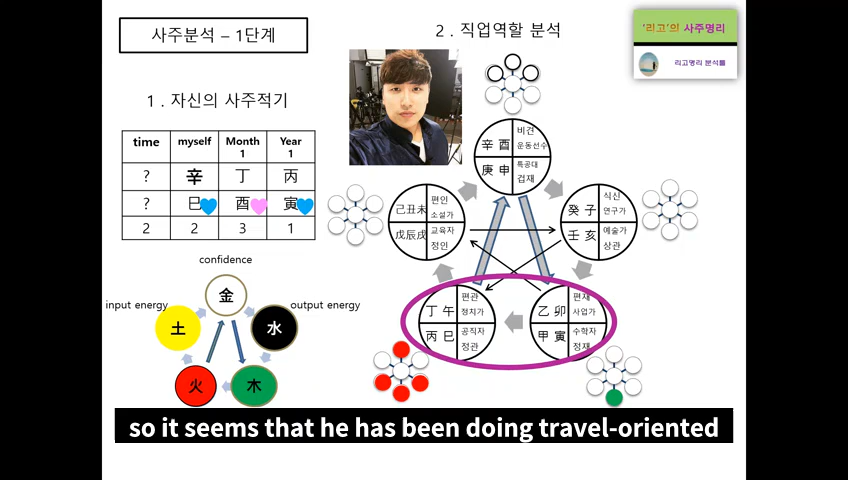 사주분석 – 1단계
2 . 직업역할 분석
'리고'의 사주명리
리고명리 분석틀
1 . 자신의 사주적기
time myself Month 1 Year 1
? 辛 丁 丙
? 巳 酉 寅
2 2 3 1
confidence
input energy
output energy
金
土
水
火
木
辛 酉 비견 운동선수
庚 申 특공대 겁재
己丑未 편인 소설가
戊辰戌 교육자 정인
癸 子 식신 연구가
壬 亥 예술가 상관
丁 午 편관 정치가
丙 巳 공직자 정관
乙 卯 편재 사업가
甲 寅 수학자 정재
so it seems that he has been doing travel-oriented